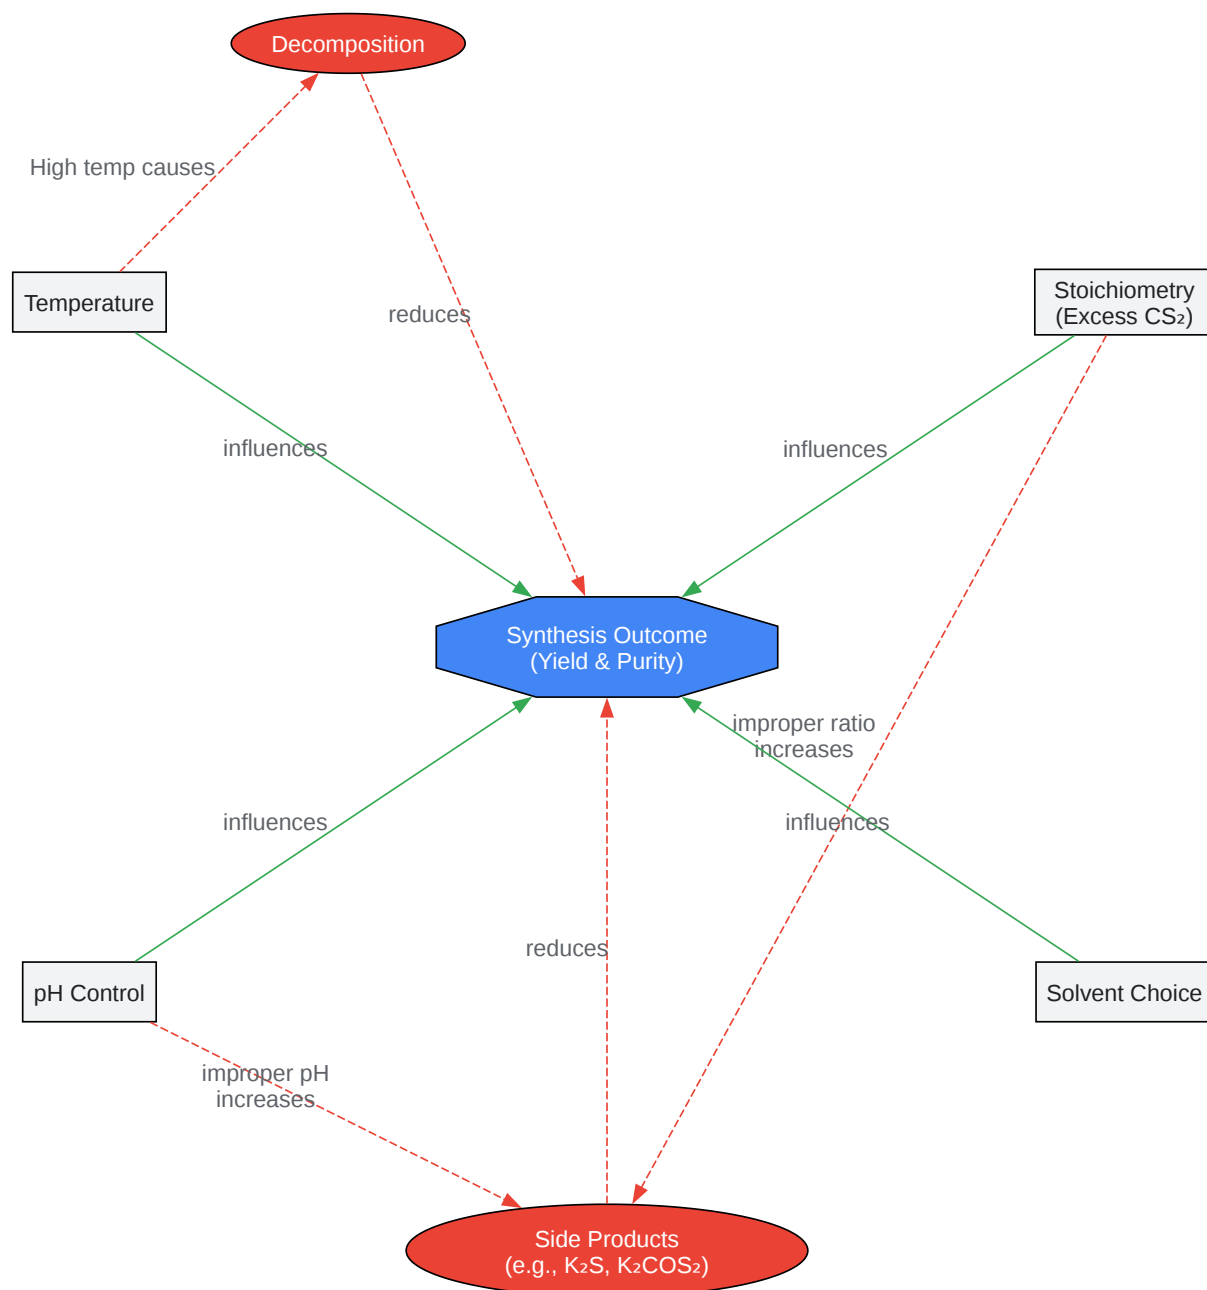 Decomposition
High temp causes
Temperature
Stoichiometry
(Excess CS₂)
reduces
influences
influences
Synthesis Outcome
(Yield & Purity)
improper ratio
increases
influences
influences
reduces
pH Control
Solvent Choice
improper pH
increases
Side Products
(e.g., K₂S, K₂COS₂)